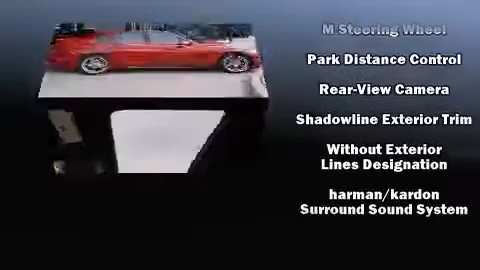 M Steering Wheel
Park Distance Control
Rear-View Camera
Shadowline Exterior Trim
Without Exterior
Lines Designation
harman/kardon
Surround Sound System